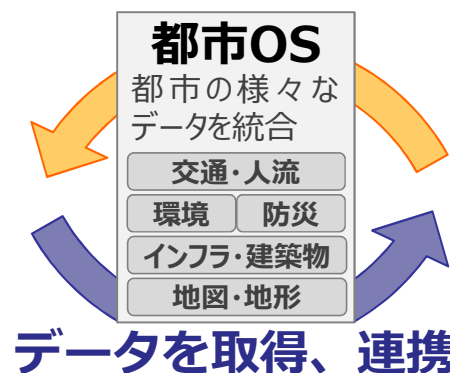 都市OS
都市の様々な
データを統合
交通・人流
環境 防災
インフラ・建築物
地図・地形
データを取得、連携